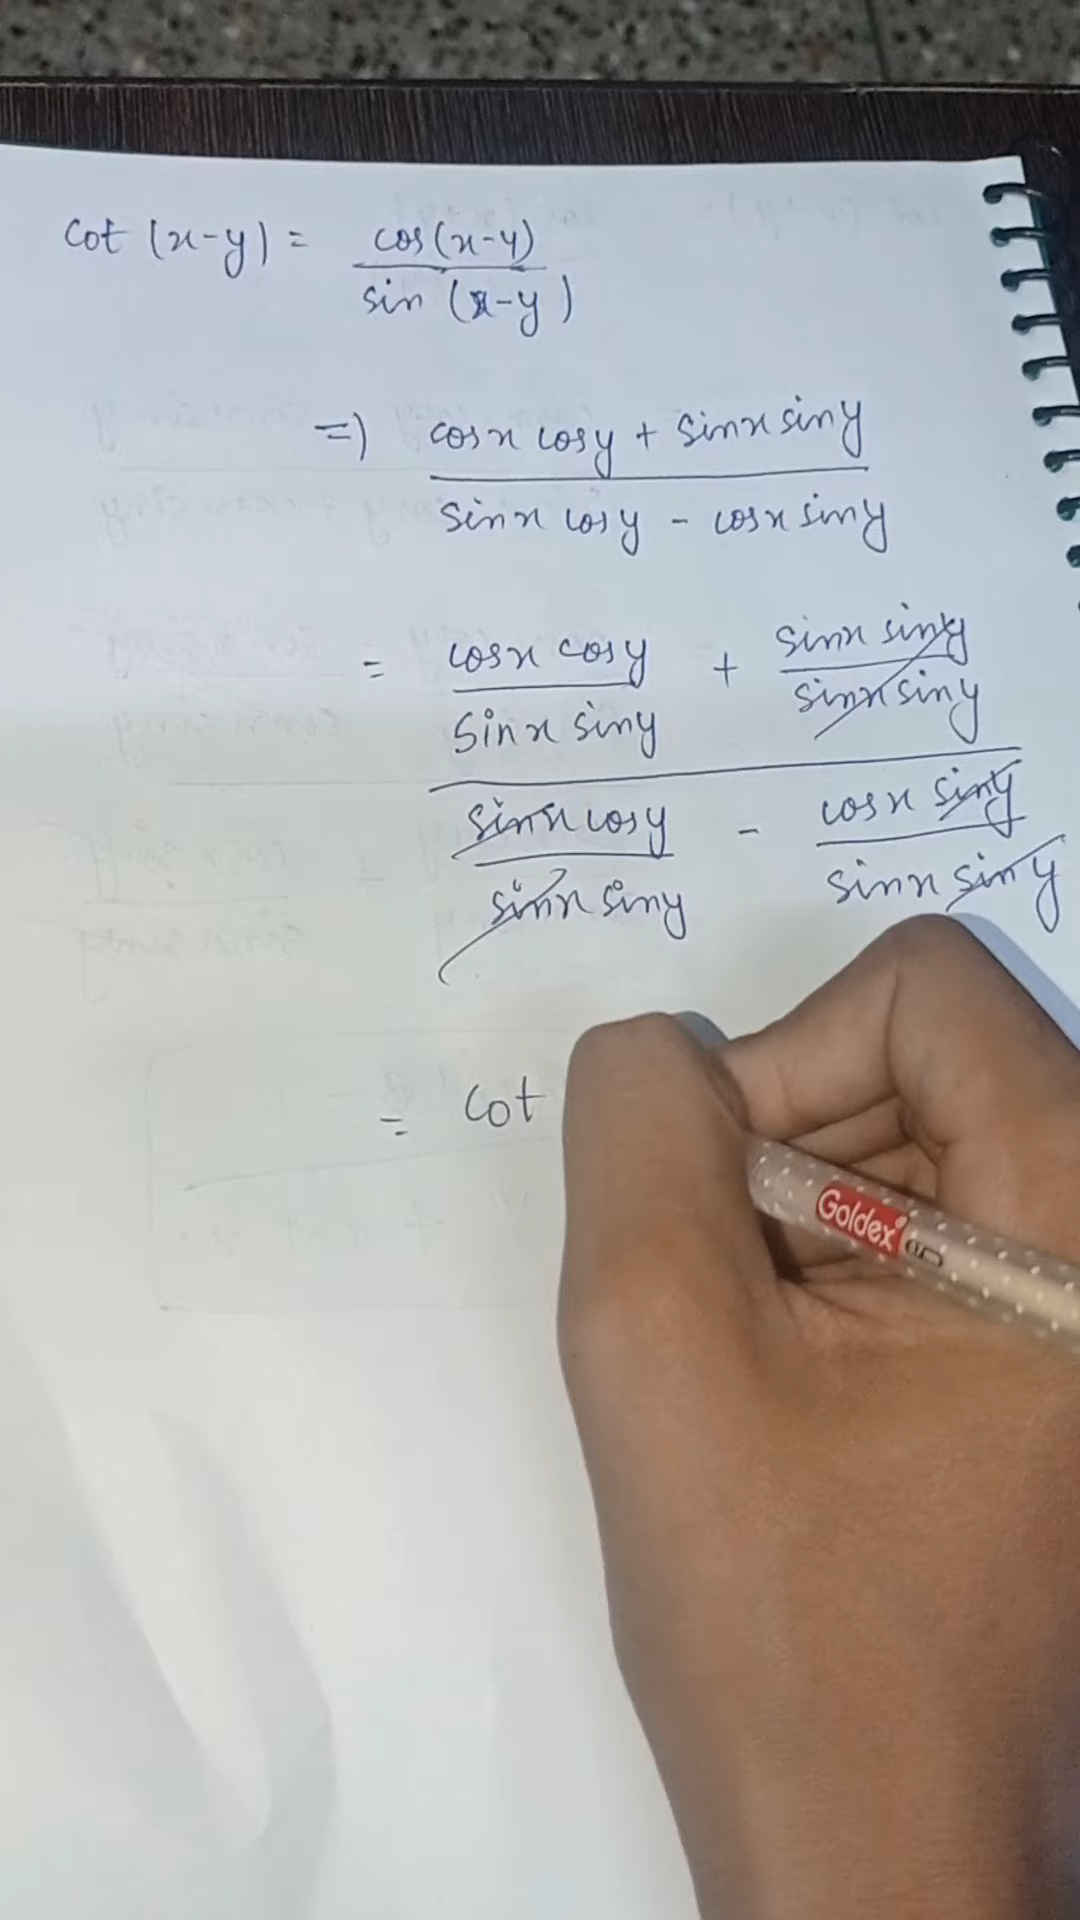 cot (x-y) = cos(x-y)
sin (x-y)
=) cosx cosy + sinx siny
sinx cosy - cosx siny
= cosx cosy + sinx siny
sinx siny sinx siny
sinx cosy - cosx siny
sinx siny sinx siny
= cot
Goldex